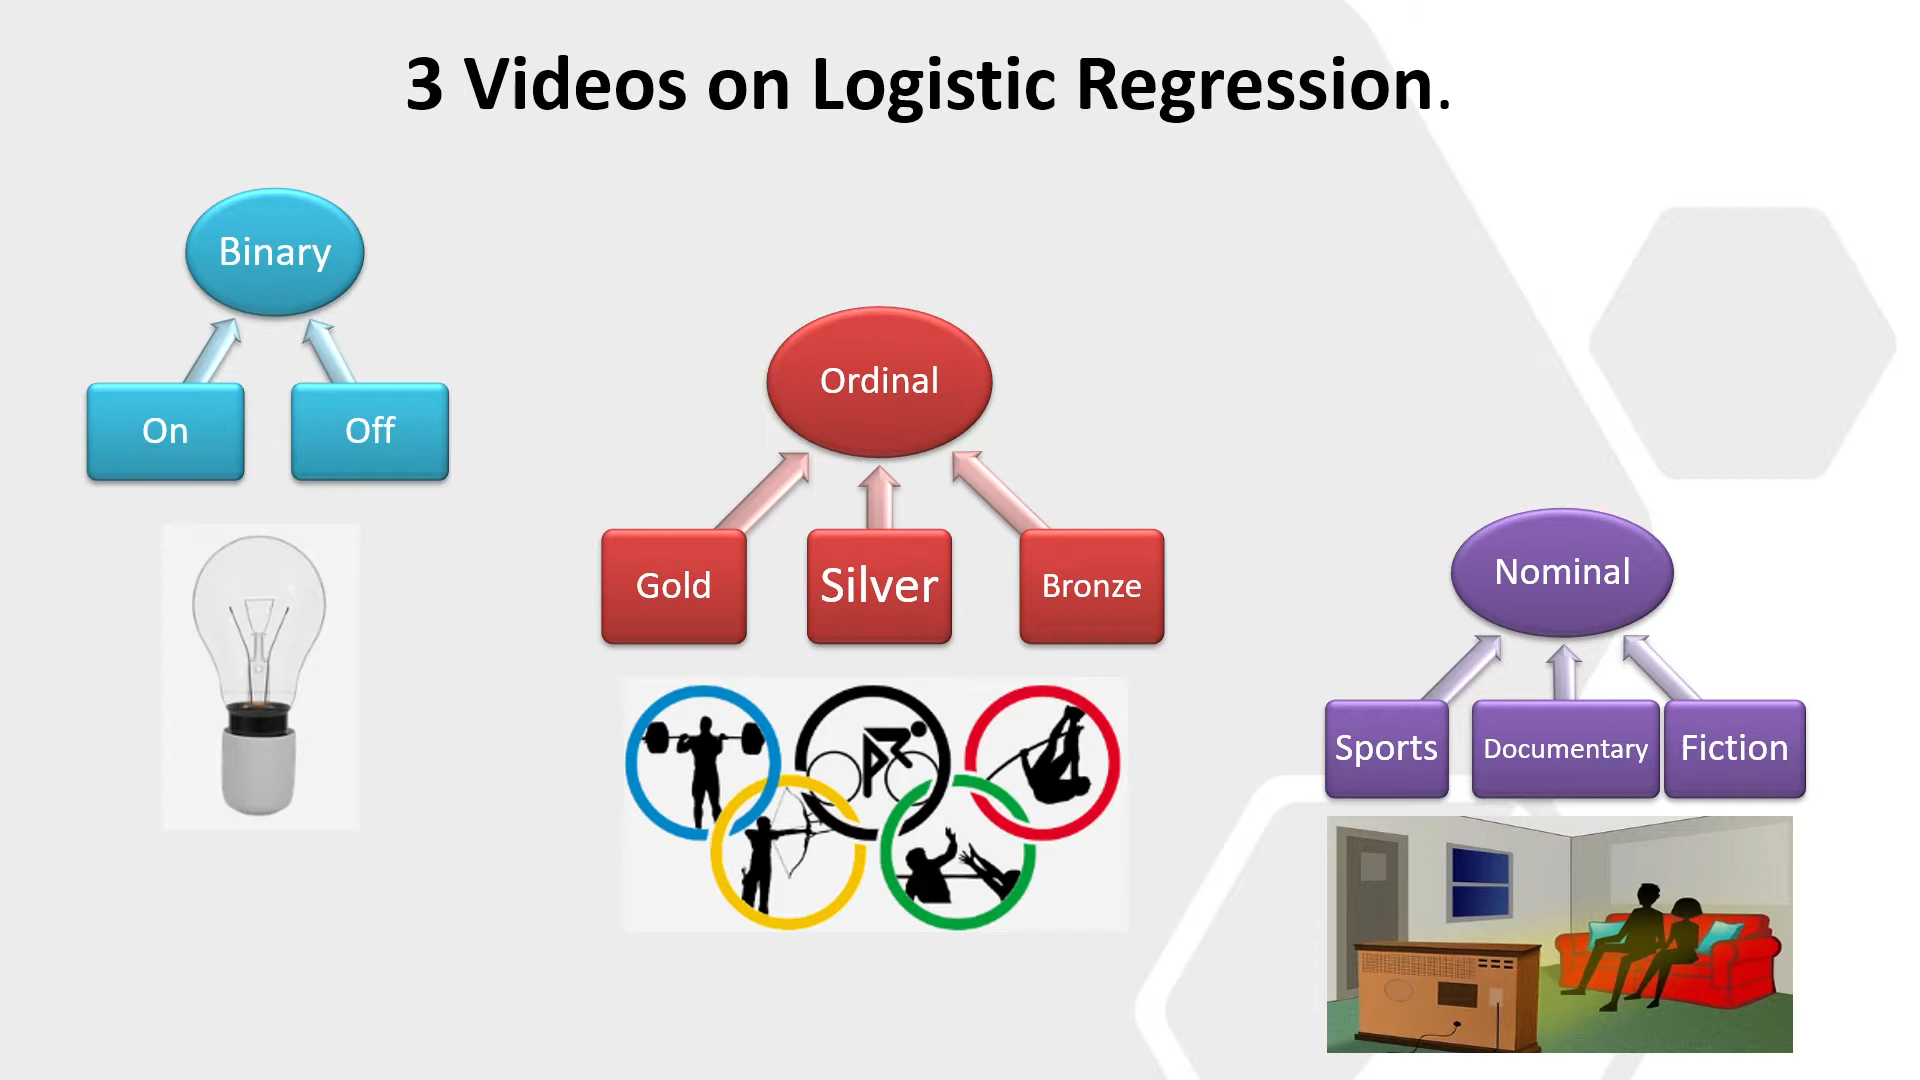 3 Videos on Logistic Regression.
Binary
On
Off
Ordinal
Gold
Silver
Bronze
Nominal
Sports
Documentary
Fiction